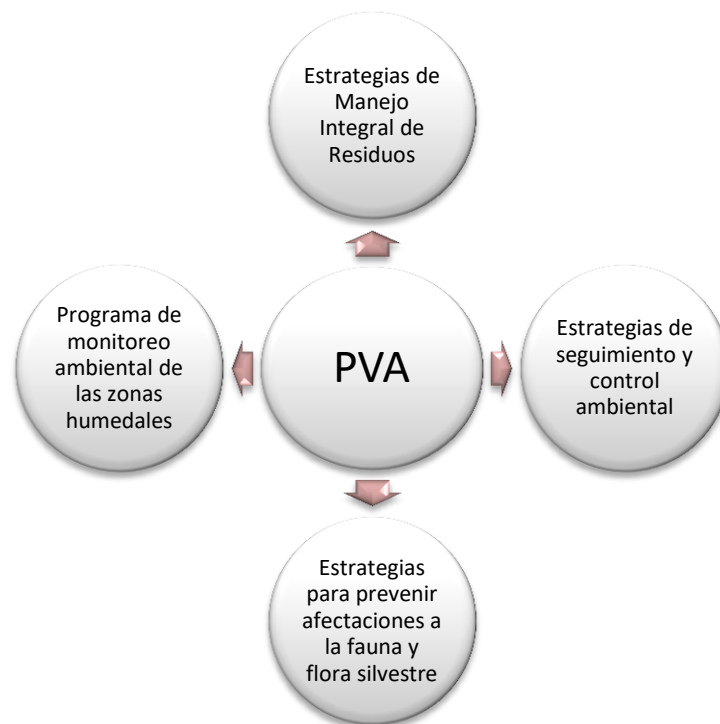 Estrategias de
Manejo
Integral de
Residuos
Programa de
monitoreo
ambiental de
las zonas
humedales
PVA
Estrategias de
seguimiento y
control
ambiental
Estrategias
para prevenir
afectaciones a
la fauna y
flora silvestre